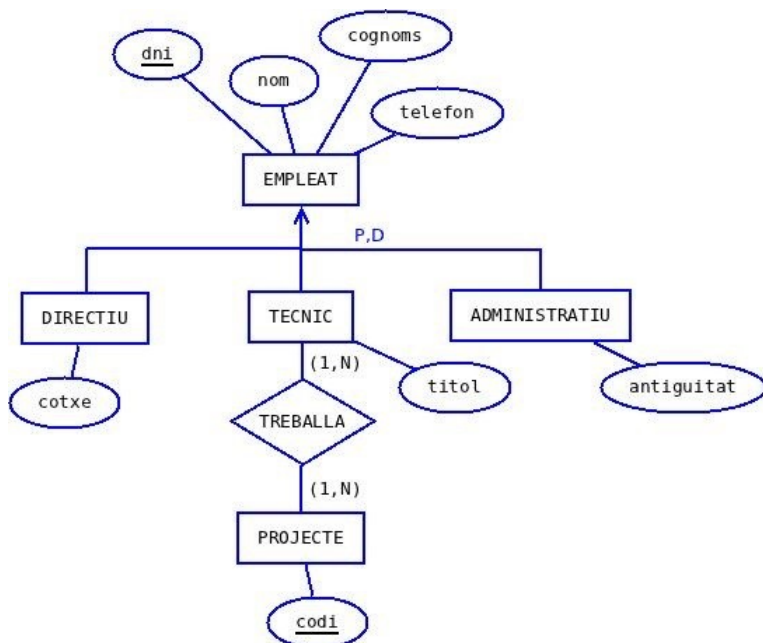 cognoms
dni
nom
telefon
EMPLEAT
P,D
DIRECTIU
TECNIC
ADMINISTRATIU
(1,N)
cotxe
titol
antiguitat
TREBALLA
(1,N)
PROJECTE
codi